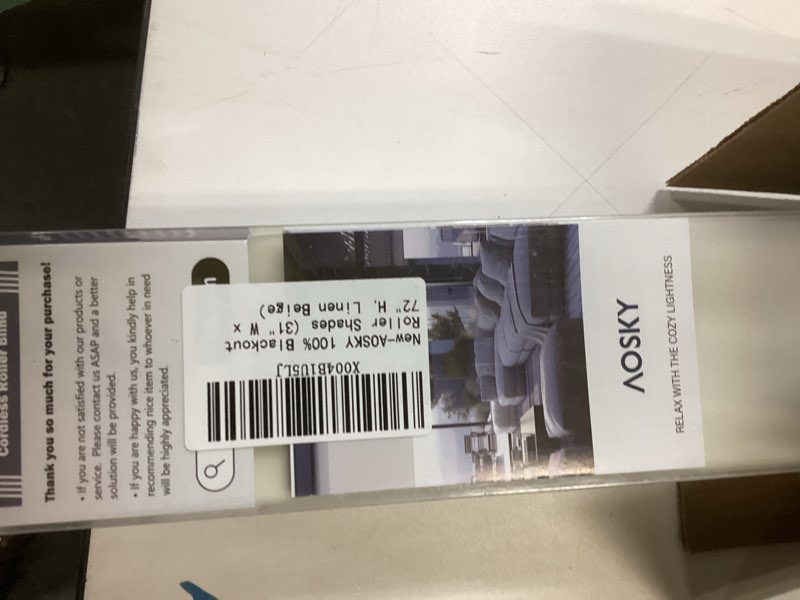 Cordless Roller Blind
Thank you so much for your purchase!
• If you are not satisfied with our products or
service. Please contact us ASAP and a better
solution will be provided.
• If you are happy with us, you kindly help in
recommending nice item to whoever in need
will be highly appreciated.
X004B1U5LJ
New-AOSKY 100% Blackout
Roller Shades (31" W x
72" H, Linen Beige)
AOSKY
RELAX WITH THE COZY LIGHTNESS